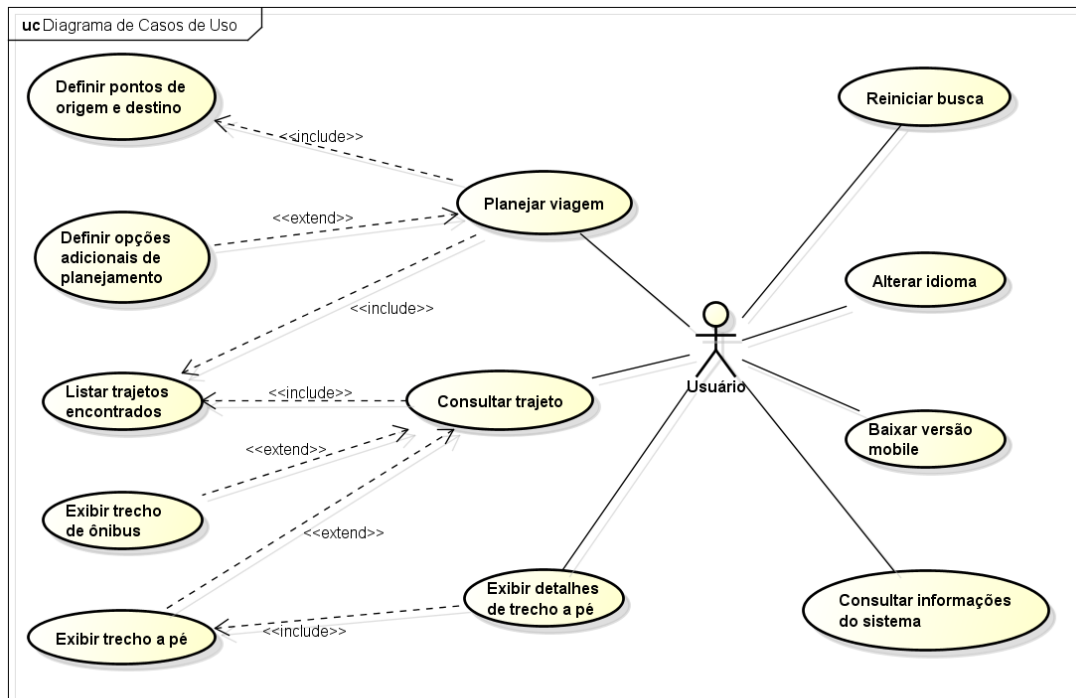 uc Diagrama de Casos de Uso
Definir pontos de
origem e destino
Reiniciar busca
<<include>>
Planejar viagem
<<extend>>
Definir opções
adicionais de
planejamento
Alterar idioma
<<include>>
Usuário
Listar trajetos
encontrados
<<include>>
Consultar trajeto
Baixar versão
mobile
<<extend>>
Exibir trecho
de ônibus
<<extend>>
Exibir detalhes
de trecho a pé
Consultar informações
do sistema
<<include>>
Exibir trecho a pé